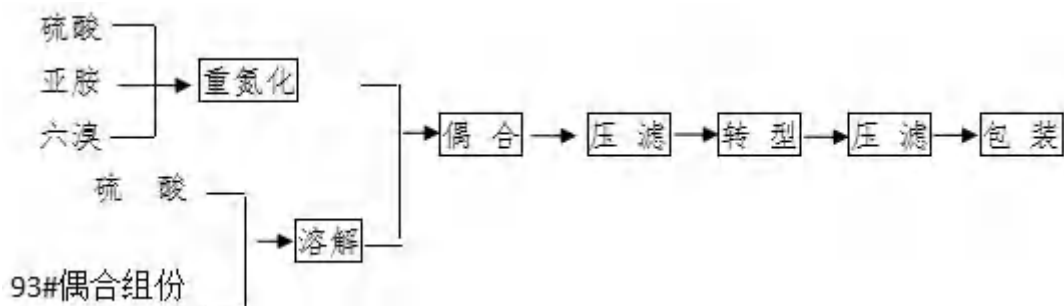 硫酸
亚胺
六溴
重氮化
硫 酸
溶解
93#偶合组份
偶 合
压 滤
转 型
压 滤
包 装